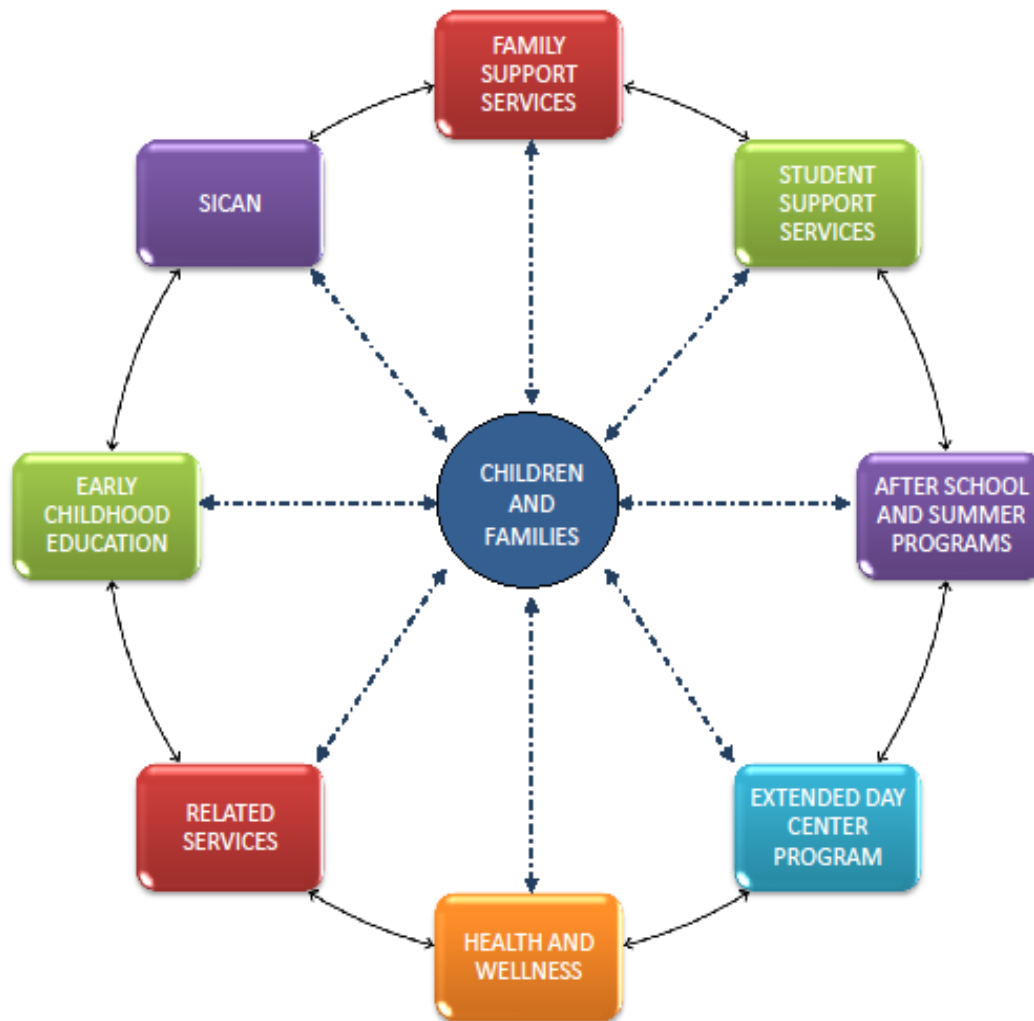 FAMILY
SUPPORT
SERVICES
STUDENT
SUPPORT
SERVICES
AFTER SCHOOL
AND SUMMER
PROGRAMS
EXTENDED DAY
CENTER
PROGRAM
HEALTH AND
WELLNESS
RELATED
SERVICES
EARLY
CHILDHOOD
EDUCATION
SICAN
CHILDREN
AND
FAMILIES